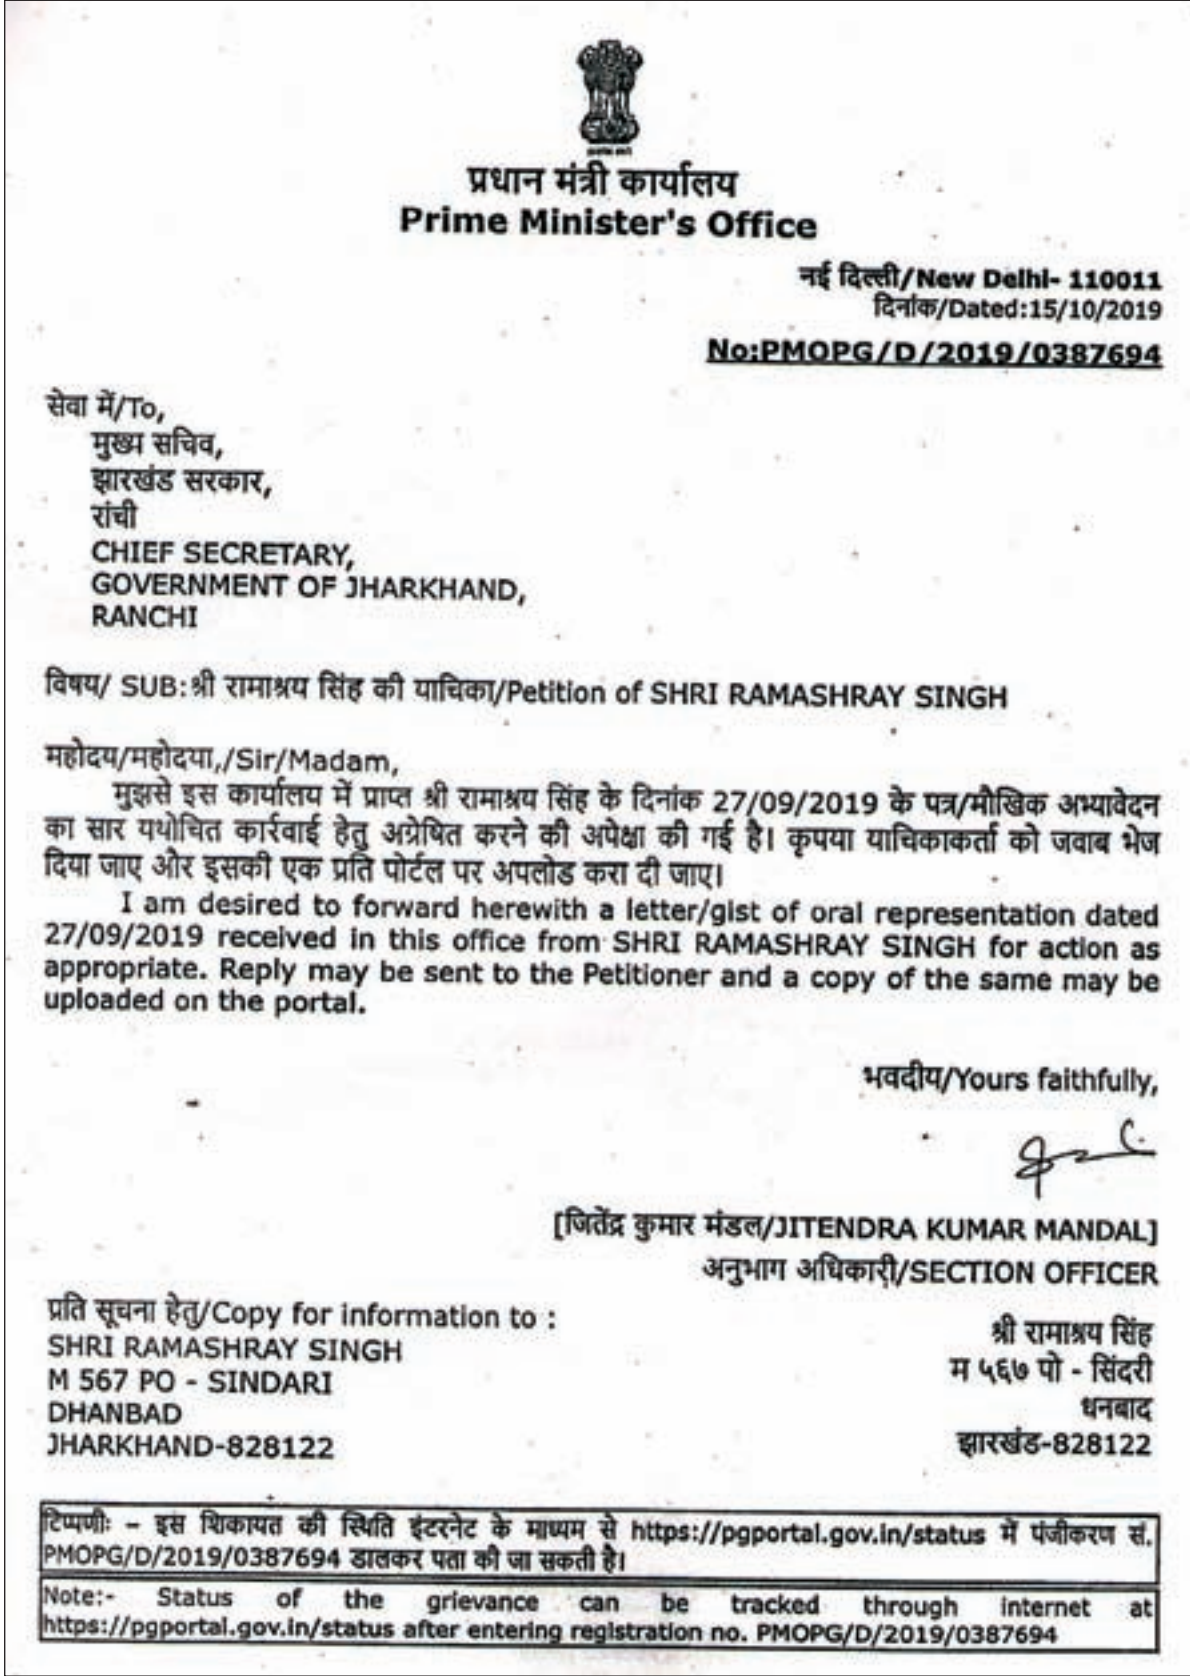 प्रधान मंत्री कार्यालय
Prime Minister's Office
नई दिल्ली/New Delhi- 110011
दिनांक/Dated:15/10/2019
No:PMOPG/D/2019/0387694
सेवा में/To,
मुख्य सचिव,
झारखंड सरकार,
रांची
CHIEF SECRETARY,
GOVERNMENT OF JHARKHAND,
RANCHI
विषय/ SUB:श्री रामाश्रय सिंह की याचिका/Petition of SHRI RAMASHRAY SINGH
महोदय/महोदया,/Sir/Madam,
मुझसे इस कार्यालय में प्राप्त श्री रामाश्रय सिंह के दिनांक 27/09/2019 के पत्र/मौखिक अभ्यावेदन
का सार यथोचित कार्रवाई हेतु अग्रेषित करने की अपेक्षा की गई है। कृपया याचिकाकर्ता को जवाब भेज
दिया जाए और इसकी एक प्रति पोर्टल पर अपलोड करा दी जाए।
I am desired to forward herewith a letter/gist of oral representation dated
27/09/2019 received in this office from SHRI RAMASHRAY SINGH for action as
appropriate. Reply may be sent to the Petitioner and a copy of the same may be
uploaded on the portal.
भवदीय/Yours faithfully,
[जितेंद्र कुमार मंडल/JITENDRA KUMAR MANDAL]
अनुभाग अधिकारी/SECTION OFFICER
प्रति सूचना हेतु/Copy for information to :
SHRI RAMASHRAY SINGH
M 567 PO - SINDARI
DHANBAD
JHARKHAND-828122
श्री रामाश्रय सिंह
म ५६७ पो - सिंदरी
धनबाद
झारखंड-828122
टिप्पणीः – इस शिकायत की स्थिति इंटरनेट के माध्यम से https://pgportal.gov.in/status में पंजीकरण सं.
PMOPG/D/2019/0387694 डालकर पता की जा सकती है।
Note:- Status of the grievance can be tracked through internet at
https://pgportal.gov.in/status after entering registration no. PMOPG/D/2019/0387694